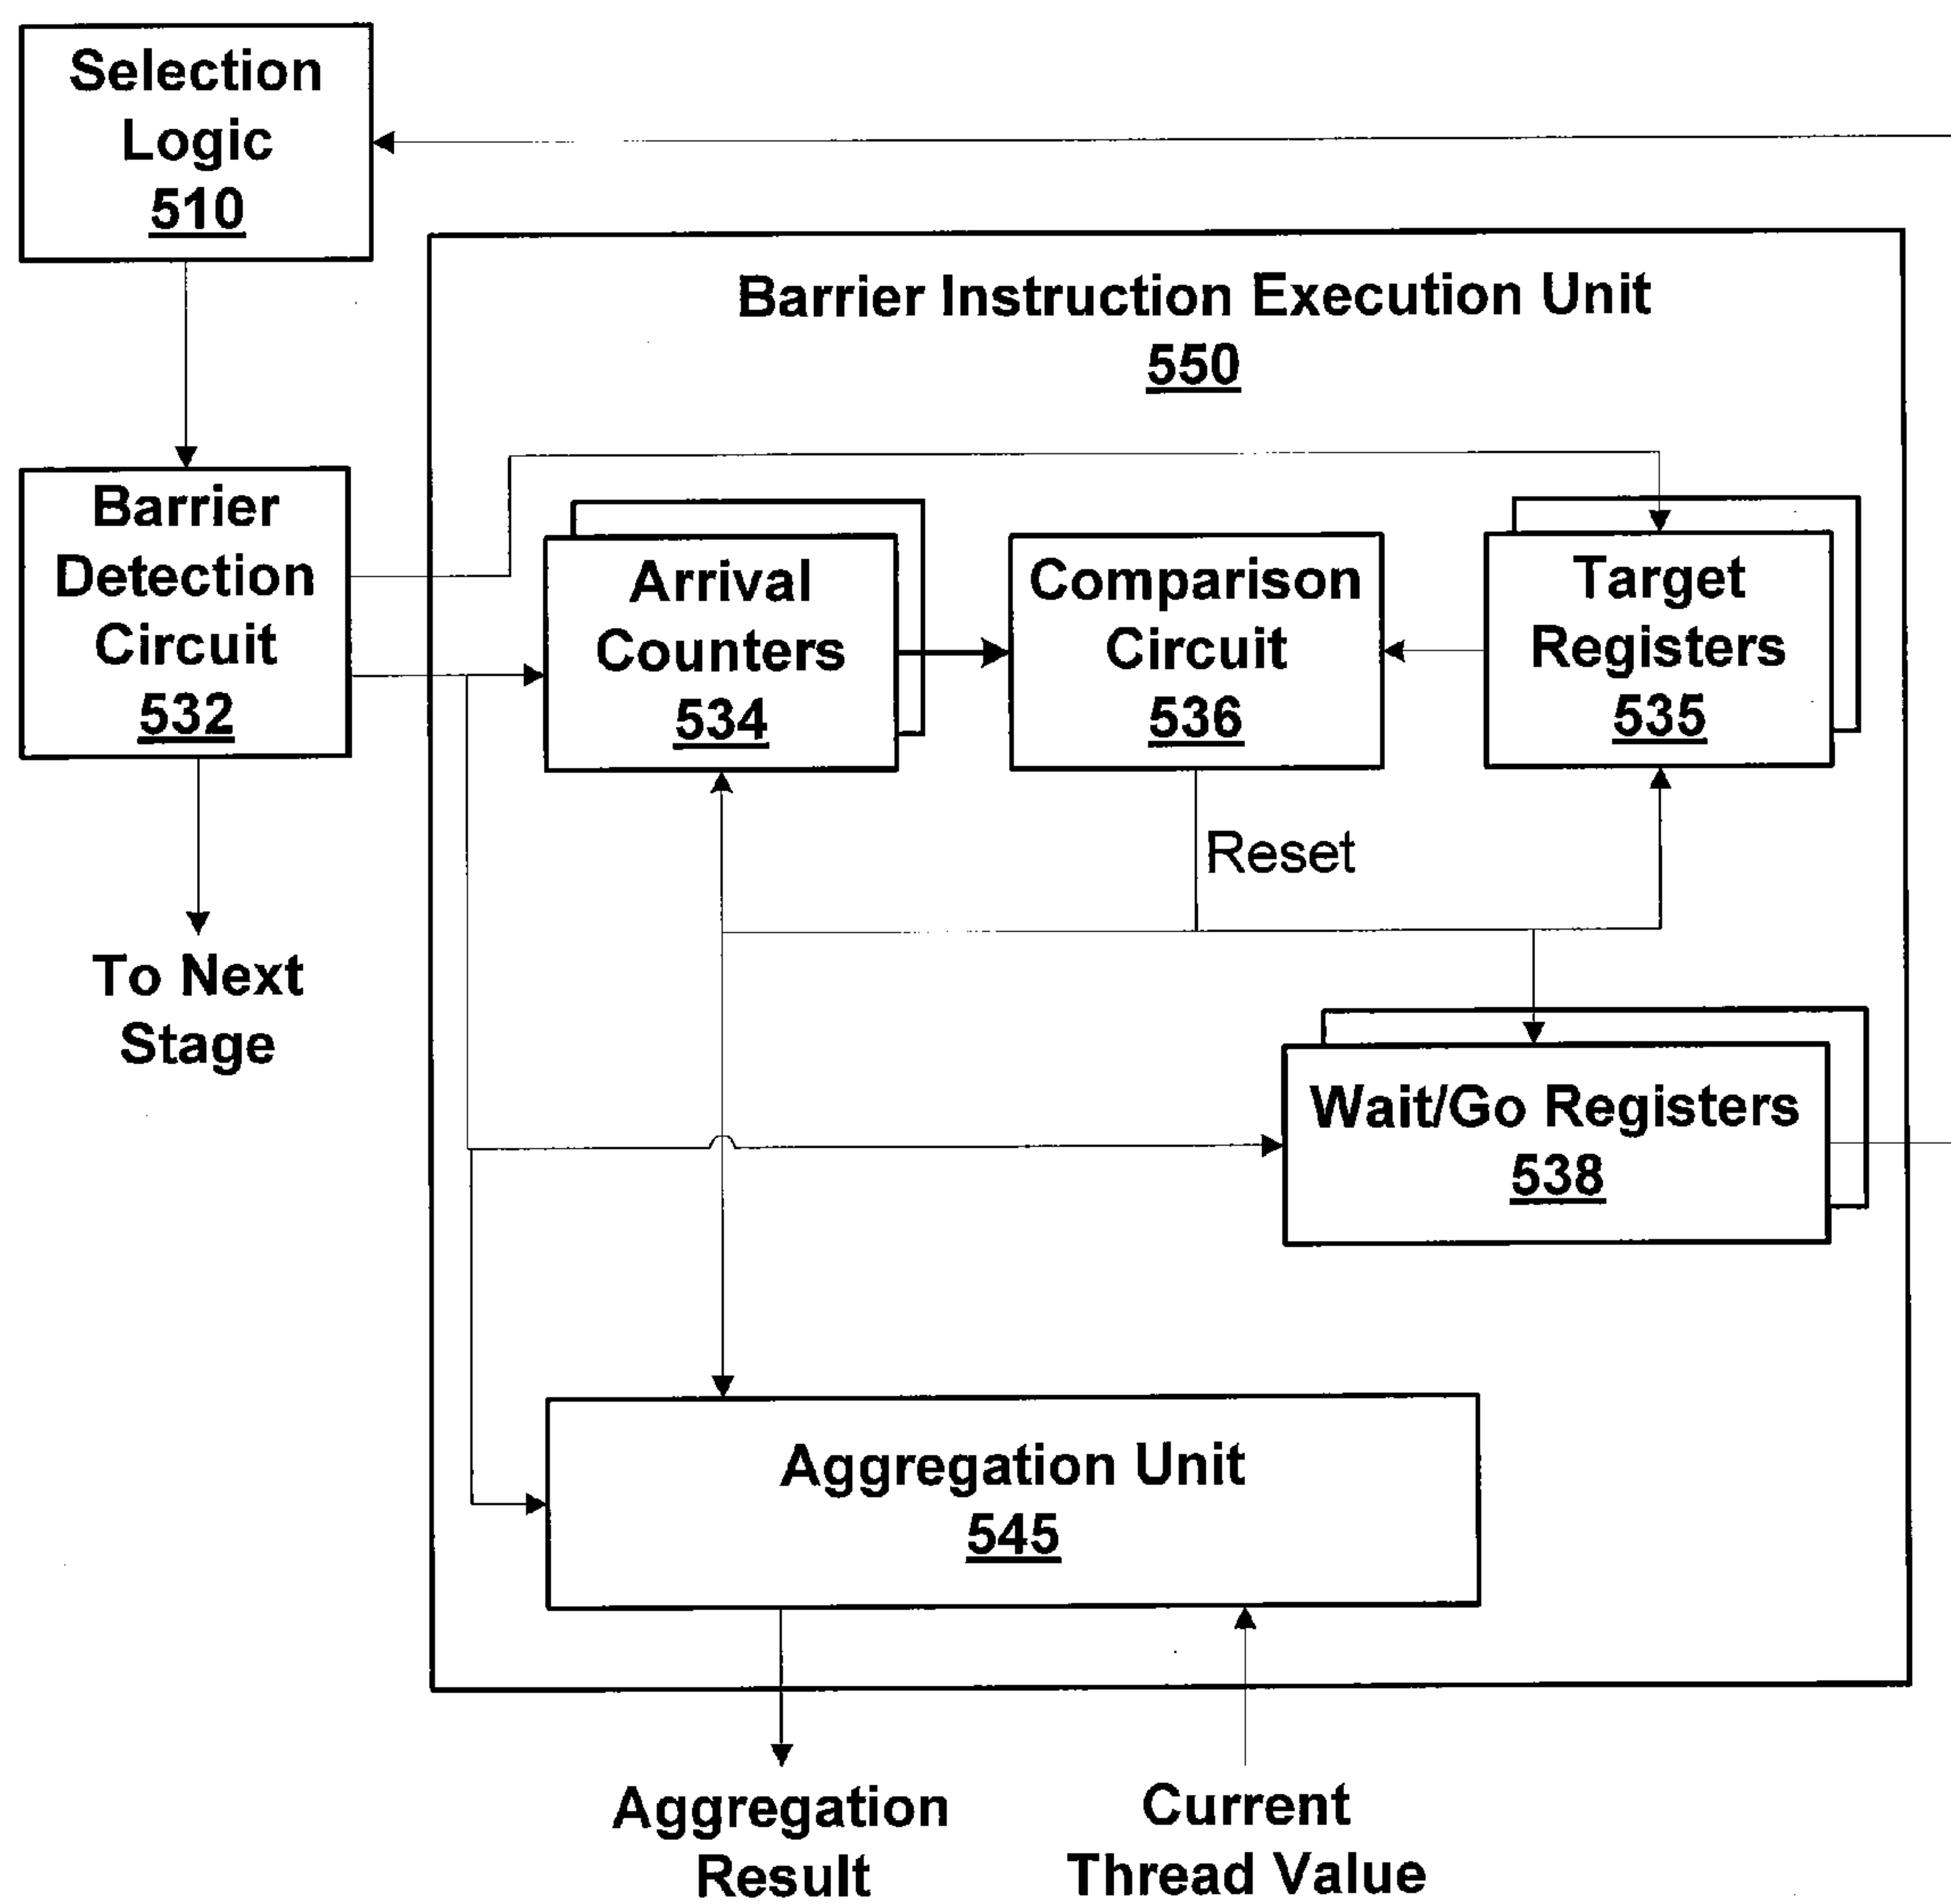 Selection
Logic
510
Barrier Instruction Execution Unit
550
Barrier
Detection
Circuit
532
Arrival
Counters
534
Comparison
Circuit
536
Target
Registers
535
Reset
To Next
Stage
Wait/Go Registers
538
Aggregation Unit
545
Aggregation
Result
Current
Thread Value